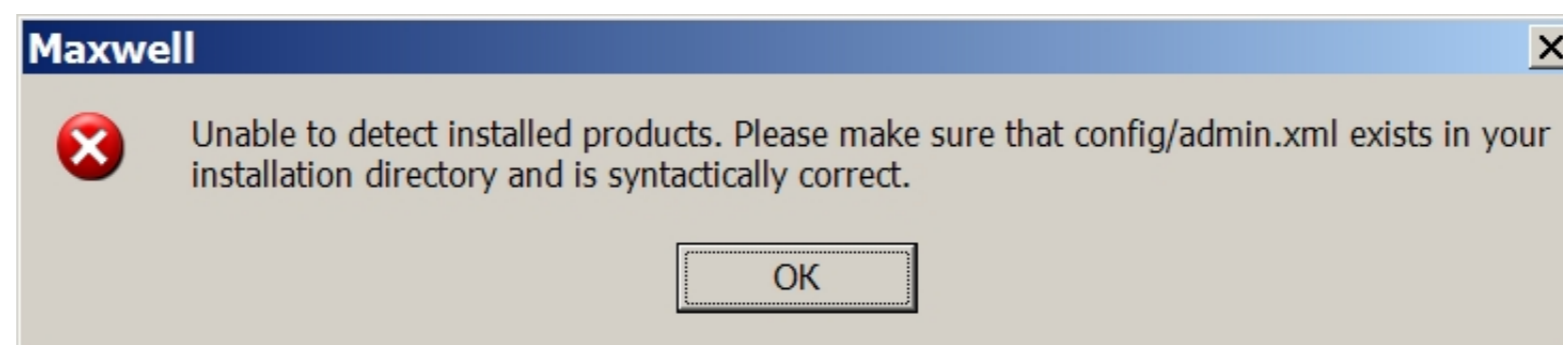 Maxwell
Unable to detect installed products. Please make sure that config/admin.xml exists in your
installation directory and is syntactically correct.
OK